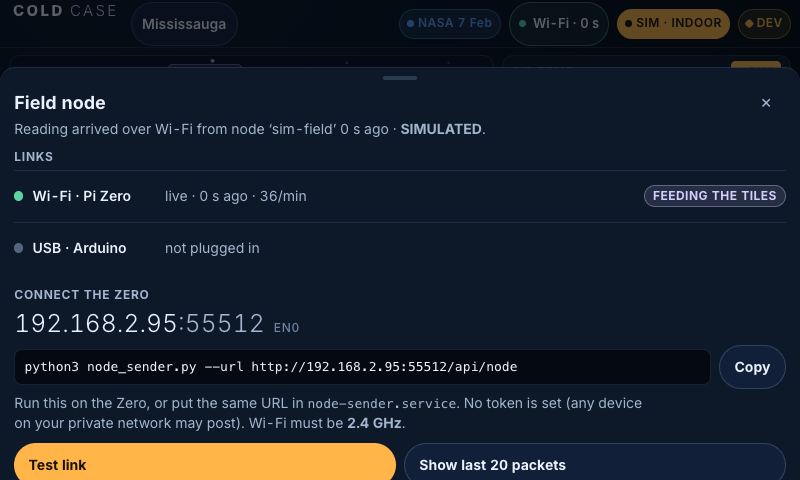 COLD CASE
Mississauga
NASA 7 Feb
Wi-Fi · 0 s
SIM · INDOOR
DEV
Field node
×
Reading arrived over Wi-Fi from node ‘sim-field’ 0 s ago · SIMULATED.
LINKS
Wi-Fi · Pi Zero
live · 0 s ago · 36/min
FEEDING THE TILES
USB · Arduino
not plugged in
CONNECT THE ZERO
192.168.2.95:55512 EN0
python3 node_sender.py --url http://192.168.2.95:55512/api/node
Copy
Run this on the Zero, or put the same URL in node-sender.service. No token is set (any device
on your private network may post). Wi-Fi must be 2.4 GHz.
Test link
Show last 20 packets